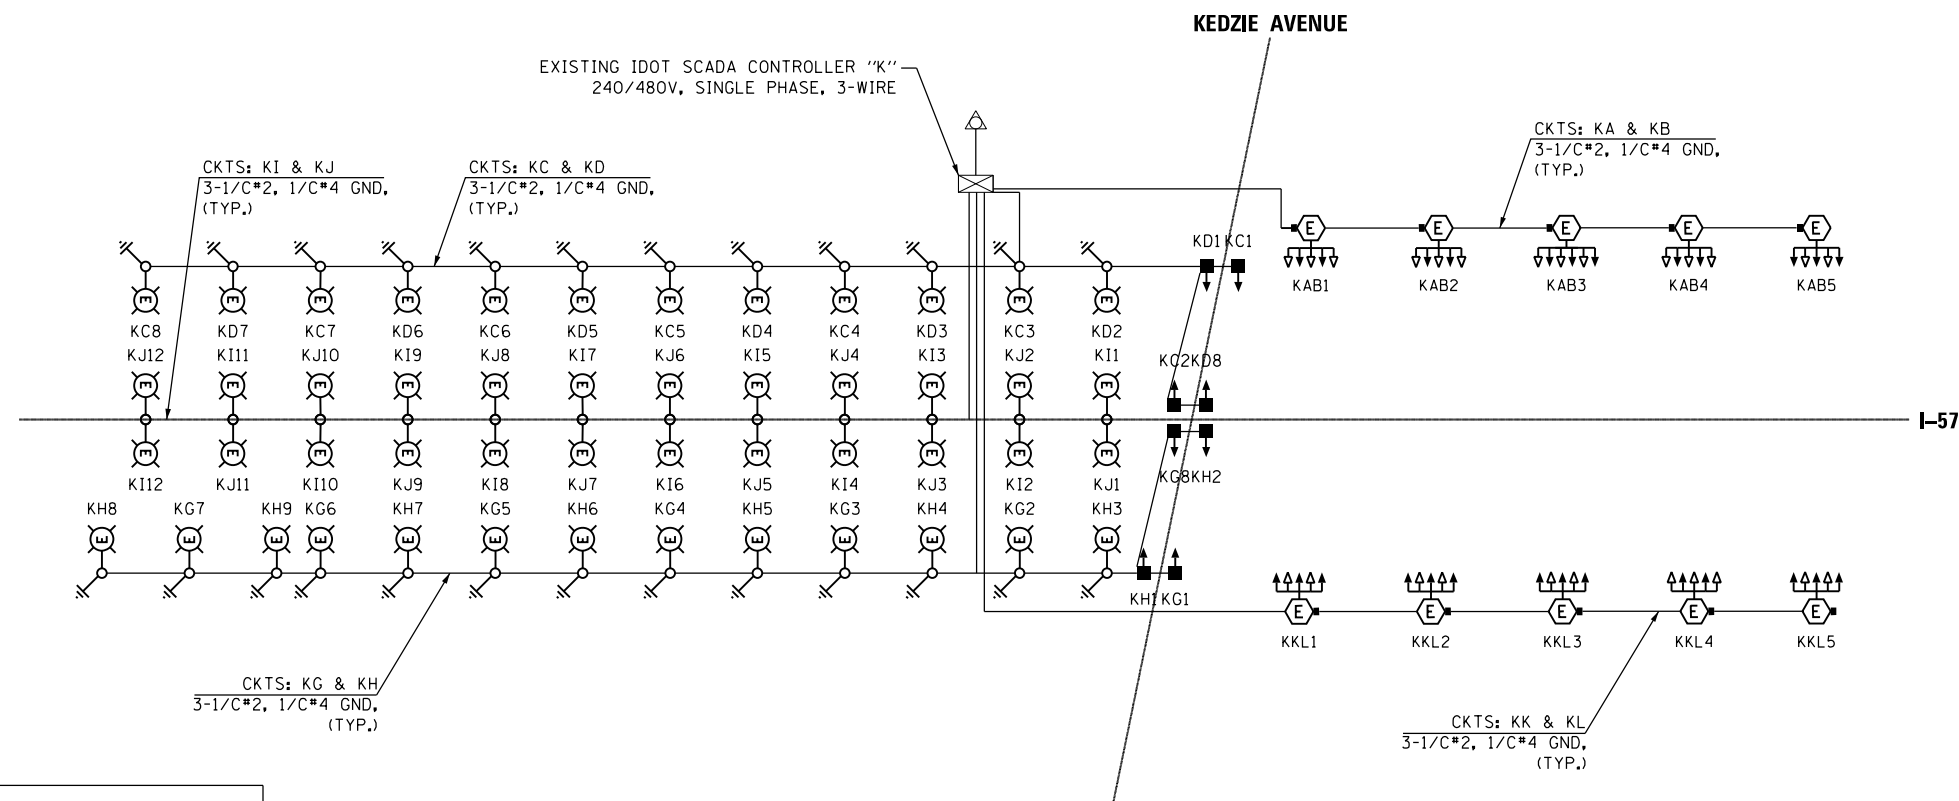 KEDZIE AVENUE
EXISTING IDOT SCADA CONTROLLER "K"
240/480V, SINGLE PHASE, 3-WIRE
CKTS: KA & KB
3-1/C#2, 1/C#4 GND,
(TYP.)
CKTS: KI & KJ
3-1/C#2, 1/C#4 GND,
(TYP.)
CKTS: KC & KD
3-1/C#2, 1/C#4 GND,
(TYP.)
E E E E E
KD1 KC1
KAB1 KAB2 KAB3 KAB4 KAB5
E E E E E E E E E E E E
KC8 KD7 KC7 KD6 KC6 KD5 KC5 KD4 KC4 KD3 KC3 KD2
KJ12 KI11 KJ10 KI9 KJ8 KI7 KJ6 KI5 KJ4 KI3 KJ2 KI1
KC2 KD8
E E E E E E E E E E E E
I-57
E E E E E E E E E E E E
KG8 KH2
KI12 KJ11 KI10 KJ9 KI8 KJ7 KI6 KJ5 KI4 KJ3 KI2 KJ1
KH8 KG7 KH9 KG6 KH7 KG5 KH6 KG4 KH5 KG3 KH4 KG2 KH3
E E E E E E E E E E E E E
KH1 KG1
E E E E E
KKL1 KKL2 KKL3 KKL4 KKL5
CKTS: KG & KH
3-1/C#2, 1/C#4 GND,
(TYP.)
CKTS: KK & KL
3-1/C#2, 1/C#4 GND,
(TYP.)